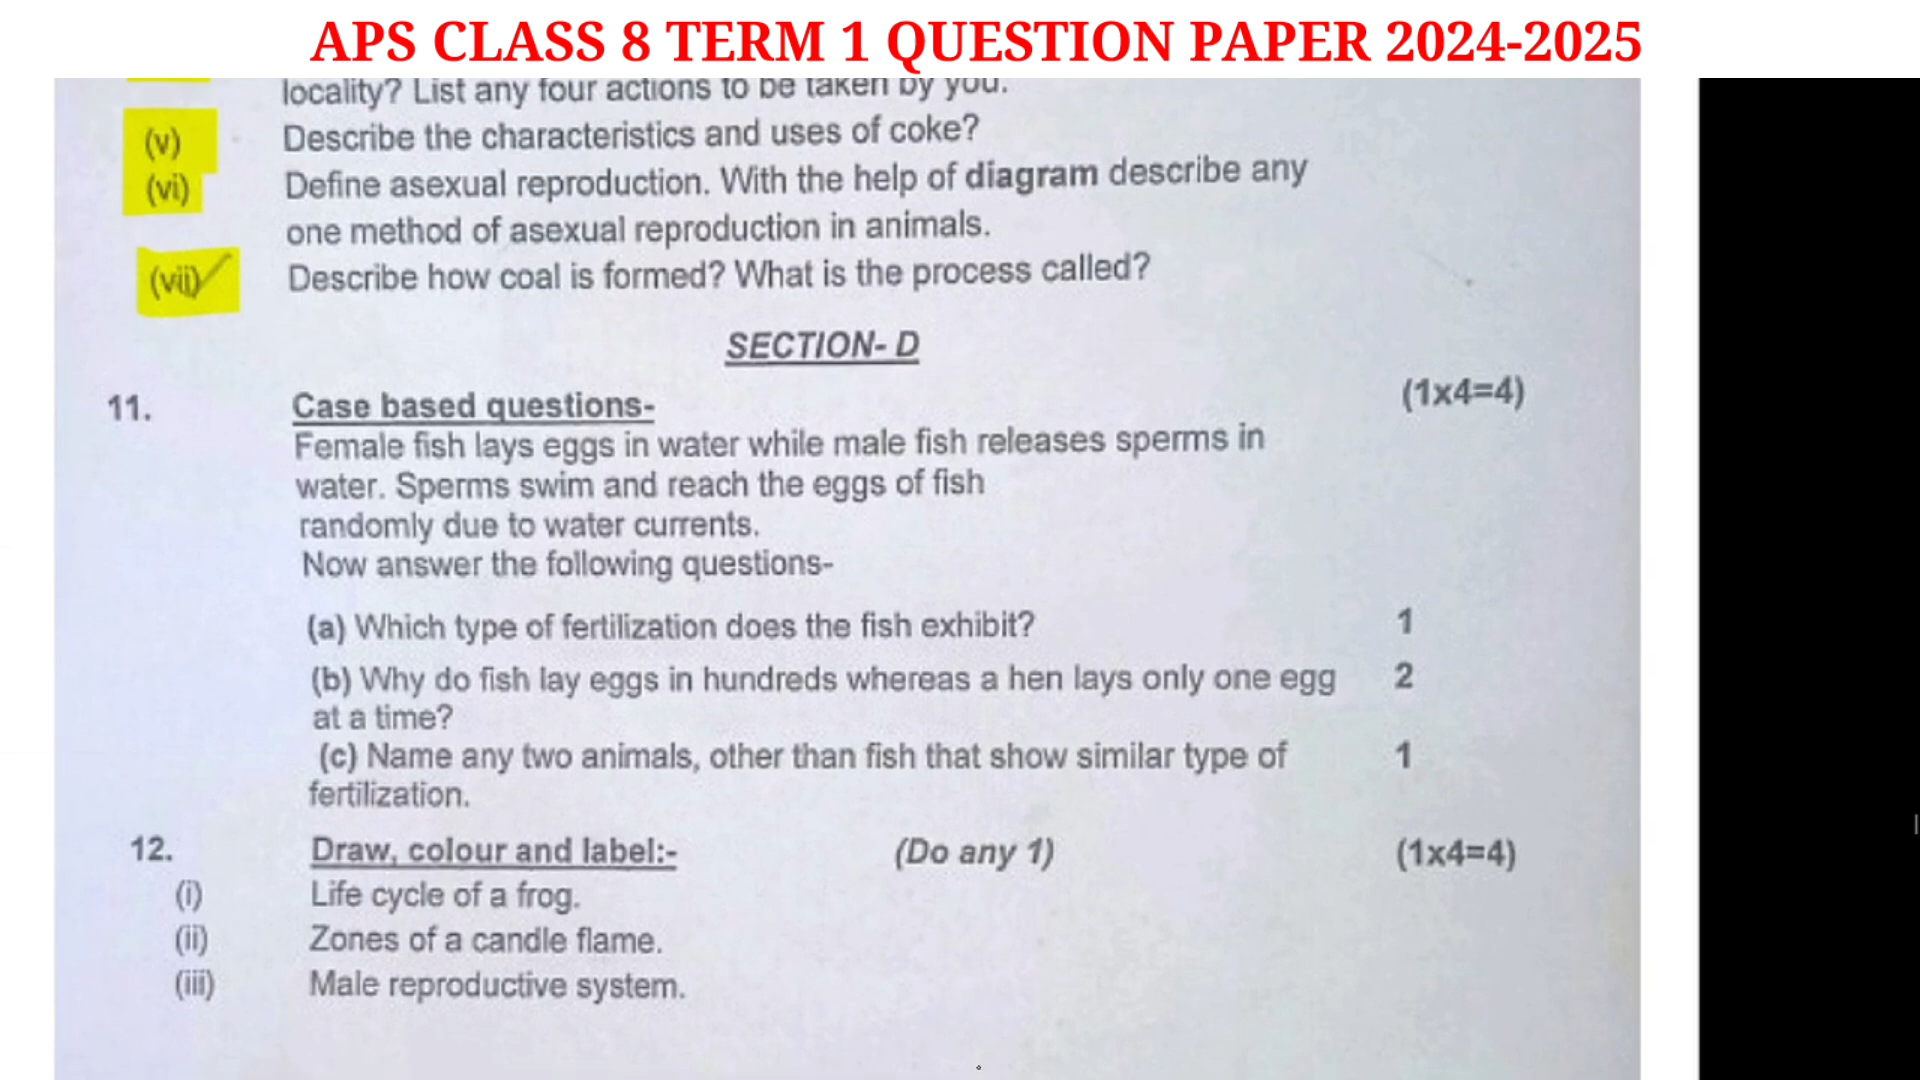 APS CLASS 8 TERM 1 QUESTION PAPER 2024-2025
locality? List any four actions to be taken by you.
(v) Describe the characteristics and uses of coke?
(vi) Define asexual reproduction. With the help of diagram describe any
one method of asexual reproduction in animals.
(vii) Describe how coal is formed? What is the process called?
SECTION- D
11. Case based questions- (1x4=4)
Female fish lays eggs in water while male fish releases sperms in
water. Sperms swim and reach the eggs of fish
randomly due to water currents.
Now answer the following questions-
(a) Which type of fertilization does the fish exhibit? 1
(b) Why do fish lay eggs in hundreds whereas a hen lays only one egg 2
at a time?
(c) Name any two animals, other than fish that show similar type of 1
fertilization.
12. Draw, colour and label:- (Do any 1) (1x4=4)
(i) Life cycle of a frog.
(ii) Zones of a candle flame.
(iii) Male reproductive system.